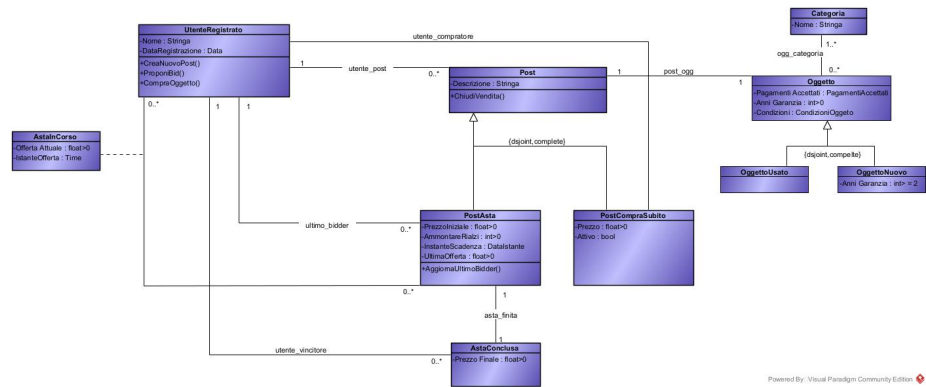 UtenteRegistrato
-Nome : Stringa
-DataRegistrazione : Data
+CreaNuovoPost()
+ProponiBid()
+CompraOggetto()
utente_compratore
Categoria
-Nome : Stringa
1..*
ogg_categoria
0..*
1
utente_post
0..*
Post
-Descrizione : Stringa
+ChiudiVendita()
1
post_ogg
1
Oggetto
-Pagamenti Accettati : PagamentiAccettati
-Anni Garanzia : int>0
-Condizioni : CondizioniOggeto
0..*
1
1
AstaInCorso
-Offerta Attuale : float>0
-IstanteOfferta : Time
{dsjoint,complete}
{dsjoint,compelte}
OggettoUsato
OggettoNuovo
-Anni Garanzia : int> = 2
ultimo_bidder
0..*
PostAsta
-PrezzoIniziale : float>0
-AmmontareRialzi : int>0
-InstanteScadenza : DataIstante
-UltimaOfferta : float>0
+AggiornaUltimoBidder()
PostCompraSubito
-Prezzo : float>0
-Attivo : bool
0..*
1
asta_finita
1
utente_vincitore
0..*
AstaConclusa
-Prezzo Finale : float>0
Powered By: Visual Paradigm Community Edition